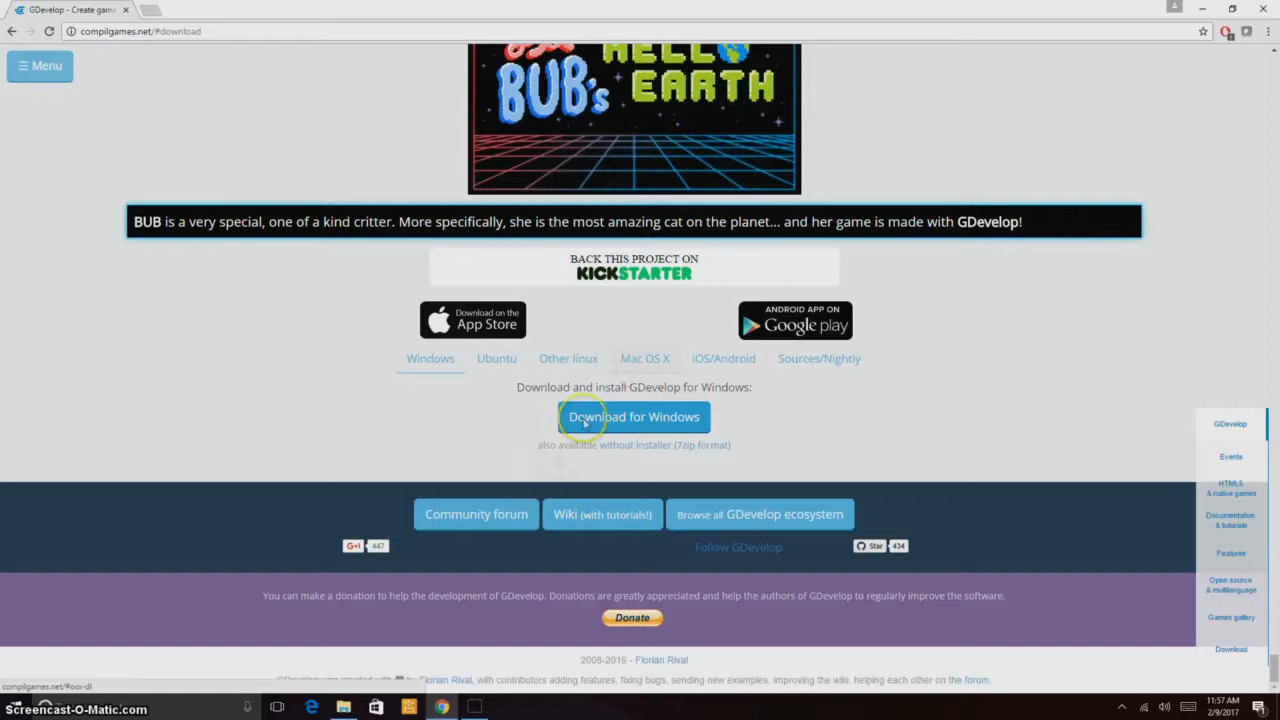 GDevelop - Create game
compilgames.net/#download
☰ Menu
HELLO
BUB's EARTH
BUB is a very special, one of a kind critter. More specifically, she is the most amazing cat on the planet... and her game is made with GDevelop!
BACK THIS PROJECT ON
KICKSTARTER
Download on the
App Store
ANDROID APP ON
Google play
Windows Ubuntu Other linux Mac OS X iOS/Android Sources/Nightly
Download and install GDevelop for Windows:
Download for Windows
also available without installer (7zip format)
GDevelop
Events
HTML5
& native games
Documentation
& tutorials
Features
Open source
& multilanguage
Games gallery
Download
Community forum Wiki (with tutorials!) Browse all GDevelop ecosystem
G+1 447 Follow GDevelop Star 434
You can make a donation to help the development of GDevelop. Donations are greatly appreciated and help the authors of GDevelop to regularly improve the software.
Donate
2008-2016 - Florian Rival
GDevelop was created with ❤ by Florian Rival, with contributors adding features, fixing bugs, sending new examples, improving the wiki, helping each other on the forum.
compilgames.net/#osx-dl
Screencast-O-Matic.com
11:57 AM
2/9/2017